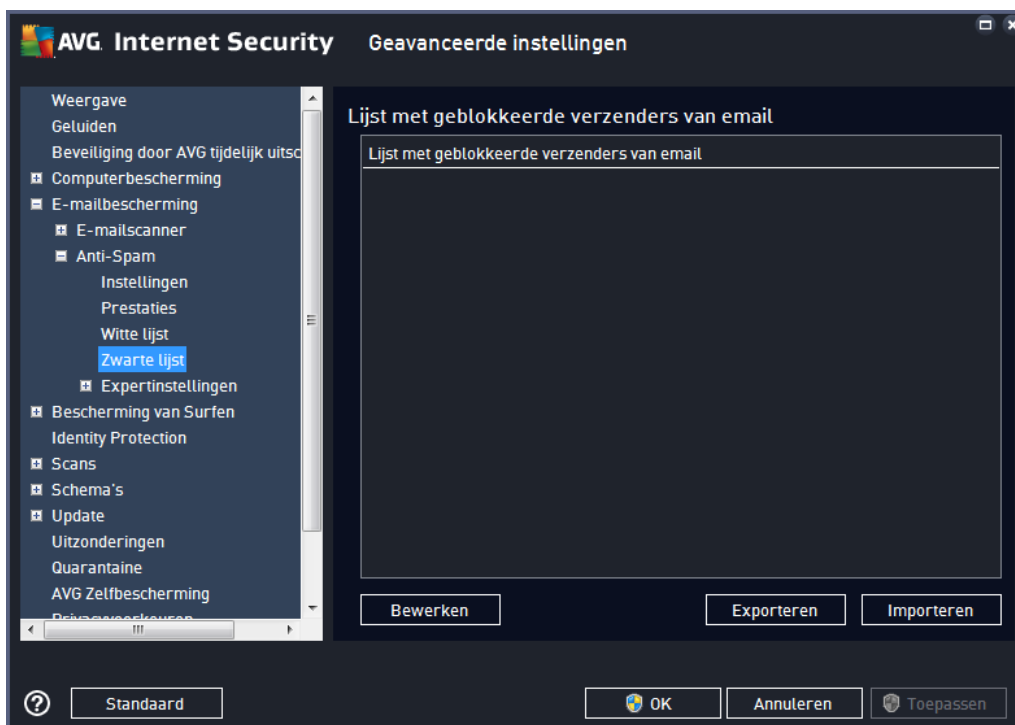 AVG. Internet Security
Geavanceerde instellingen
Weergave
Geluiden
Beveiliging door AVG tijdelijk uitsc
Computerbescherming
E-mailbescherming
E-mailscanner
Anti-Spam
Instellingen
Prestaties
Witte lijst
Zwarte lijst
Expertinstellingen
Bescherming van Surfen
Identity Protection
Scans
Schema's
Update
Uitzonderingen
Quarantaine
AVG Zelfbescherming
Privacyvoorkeuren
Lijst met geblokkeerde verzenders van email
Lijst met geblokkeerde verzenders van email
Bewerken
Exporteren
Importeren
Standaard
OK
Annuleren
Toepassen